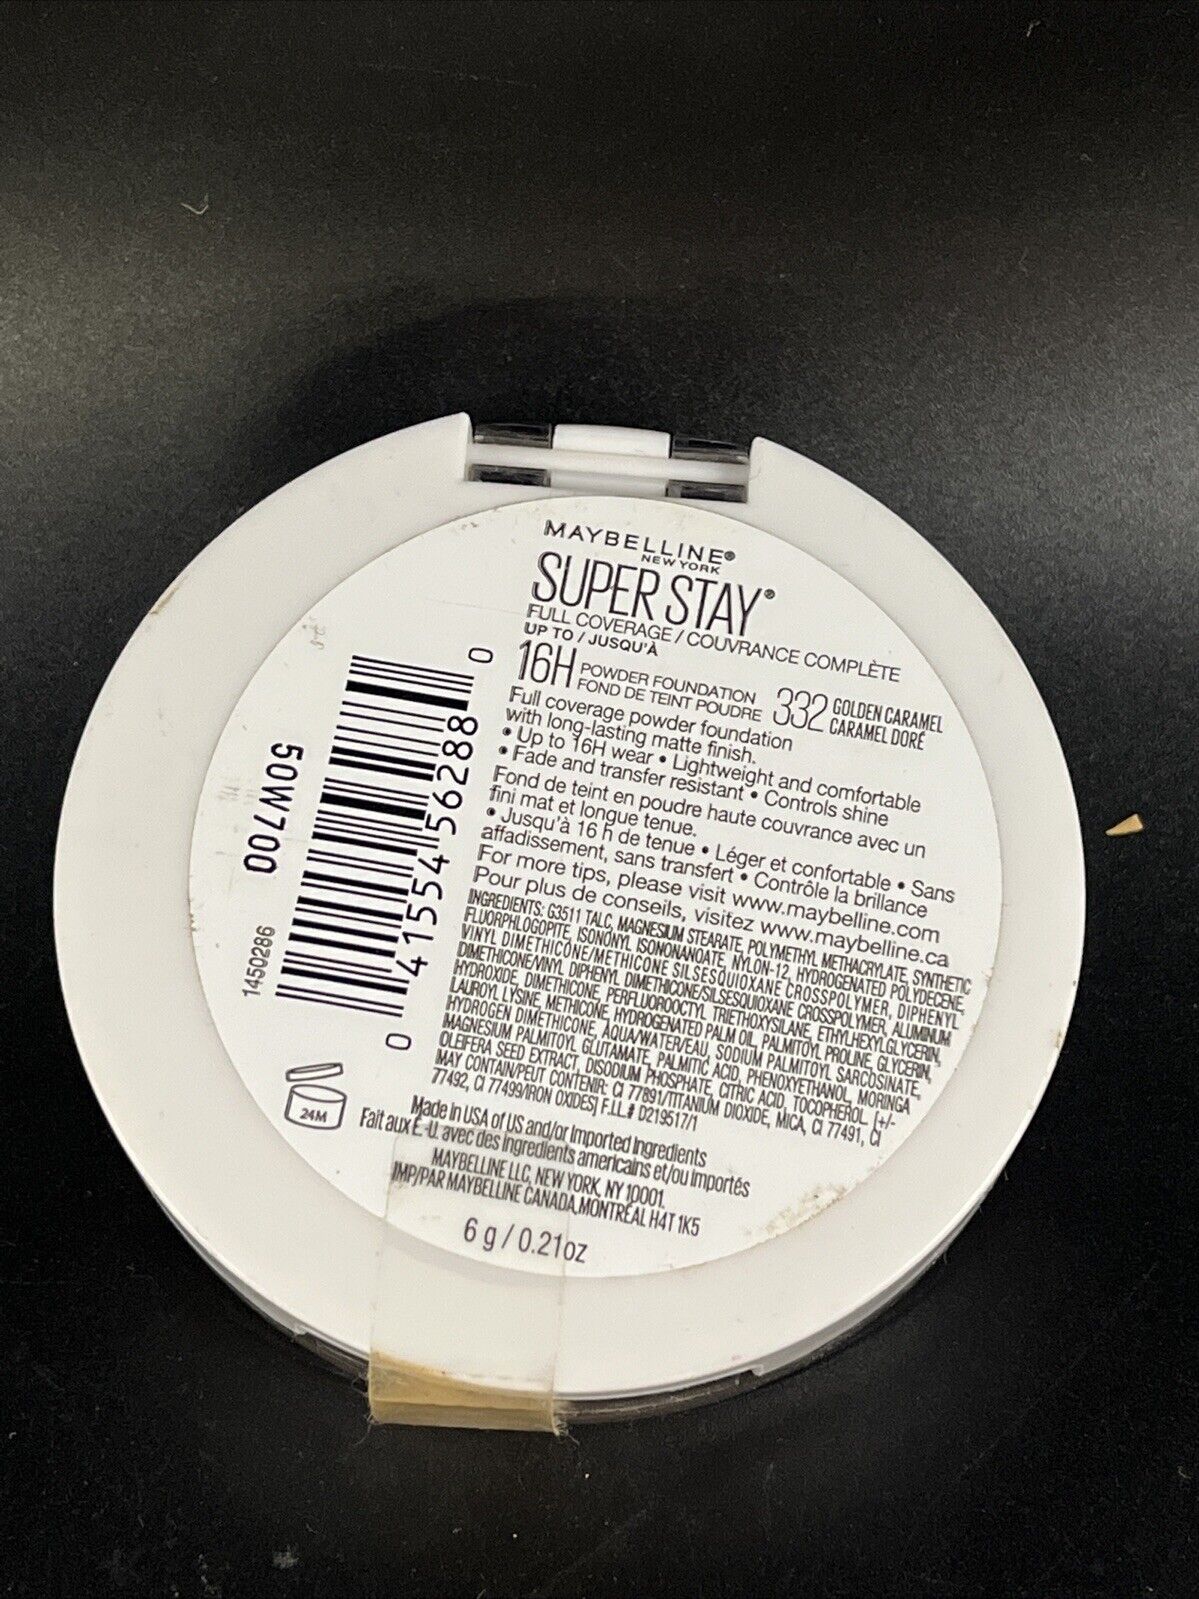 MAYBELLINE®
NEW YORK
SUPER STAY®
FULL COVERAGE / COUVRANCE COMPLÈTE
UP TO / JUSQU'À
16H POWDER FOUNDATION
FOND DE TEINT POUDRE
332 GOLDEN CARAMEL
CARAMEL DORÉ
Full coverage powder foundation
with long-lasting matte finish.
• Up to 16H wear • Lightweight and comfortable
• Fade and transfer resistant • Controls shine
Fond de teint en poudre haute couvrance avec un
fini mat et longue tenue.
• Jusqu'à 16 h de tenue • Léger et confortable • Sans
affadissement, sans transfert • Contrôle la brillance
For more tips, please visit www.maybelline.com
Pour plus de conseils, visitez www.maybelline.ca
INGREDIENTS: G3511 TALC, MAGNESIUM STEARATE, POLYMETHYL METHACRYLATE, SYNTHETIC
FLUORPHLOGOPITE, ISONONYL ISONONANOATE, NYLON-12, HYDROGENATED POLYDECENE,
VINYL DIMETHICONE/METHICONE SILSESQUIOXANE CROSSPOLYMER, DIPHENYL
DIMETHICONE/VINYL DIPHENYL DIMETHICONE/SILSESQUIOXANE CROSSPOLYMER, ALUMINUM
HYDROXIDE, DIMETHICONE, PERFLUOROOCTYL TRIETHOXYSILANE, ETHYLHEXYLGLYCERIN,
LAUROYL LYSINE, METHICONE, HYDROGENATED PALM OIL, PALMITOYL PROLINE, GLYCERIN,
HYDROGEN DIMETHICONE, AQUA/WATER/EAU, SODIUM PALMITOYL SARCOSINATE,
MAGNESIUM PALMITOYL GLUTAMATE, PALMITIC ACID, PHENOXYETHANOL, MORINGA
OLEIFERA SEED EXTRACT, DISODIUM PHOSPHATE, CITRIC ACID, TOCOPHEROL. [+/-
MAY CONTAIN/PEUT CONTENIR: CI 77891/TITANIUM DIOXIDE, MICA, CI 77491, CI
77492, CI 77499/IRON OXIDES] F.I.L.# D219517/1
Made in USA of US and/or Imported Ingredients
Fait aux É.-U. avec des ingrédients américains et/ou importés
MAYBELLINE LLC, NEW YORK, NY 10001.
IMP/PAR MAYBELLINE CANADA, MONTRÉAL H4T 1K5
6 g / 0.21oz
0 41554 56288 0
50W700
1450286
24M